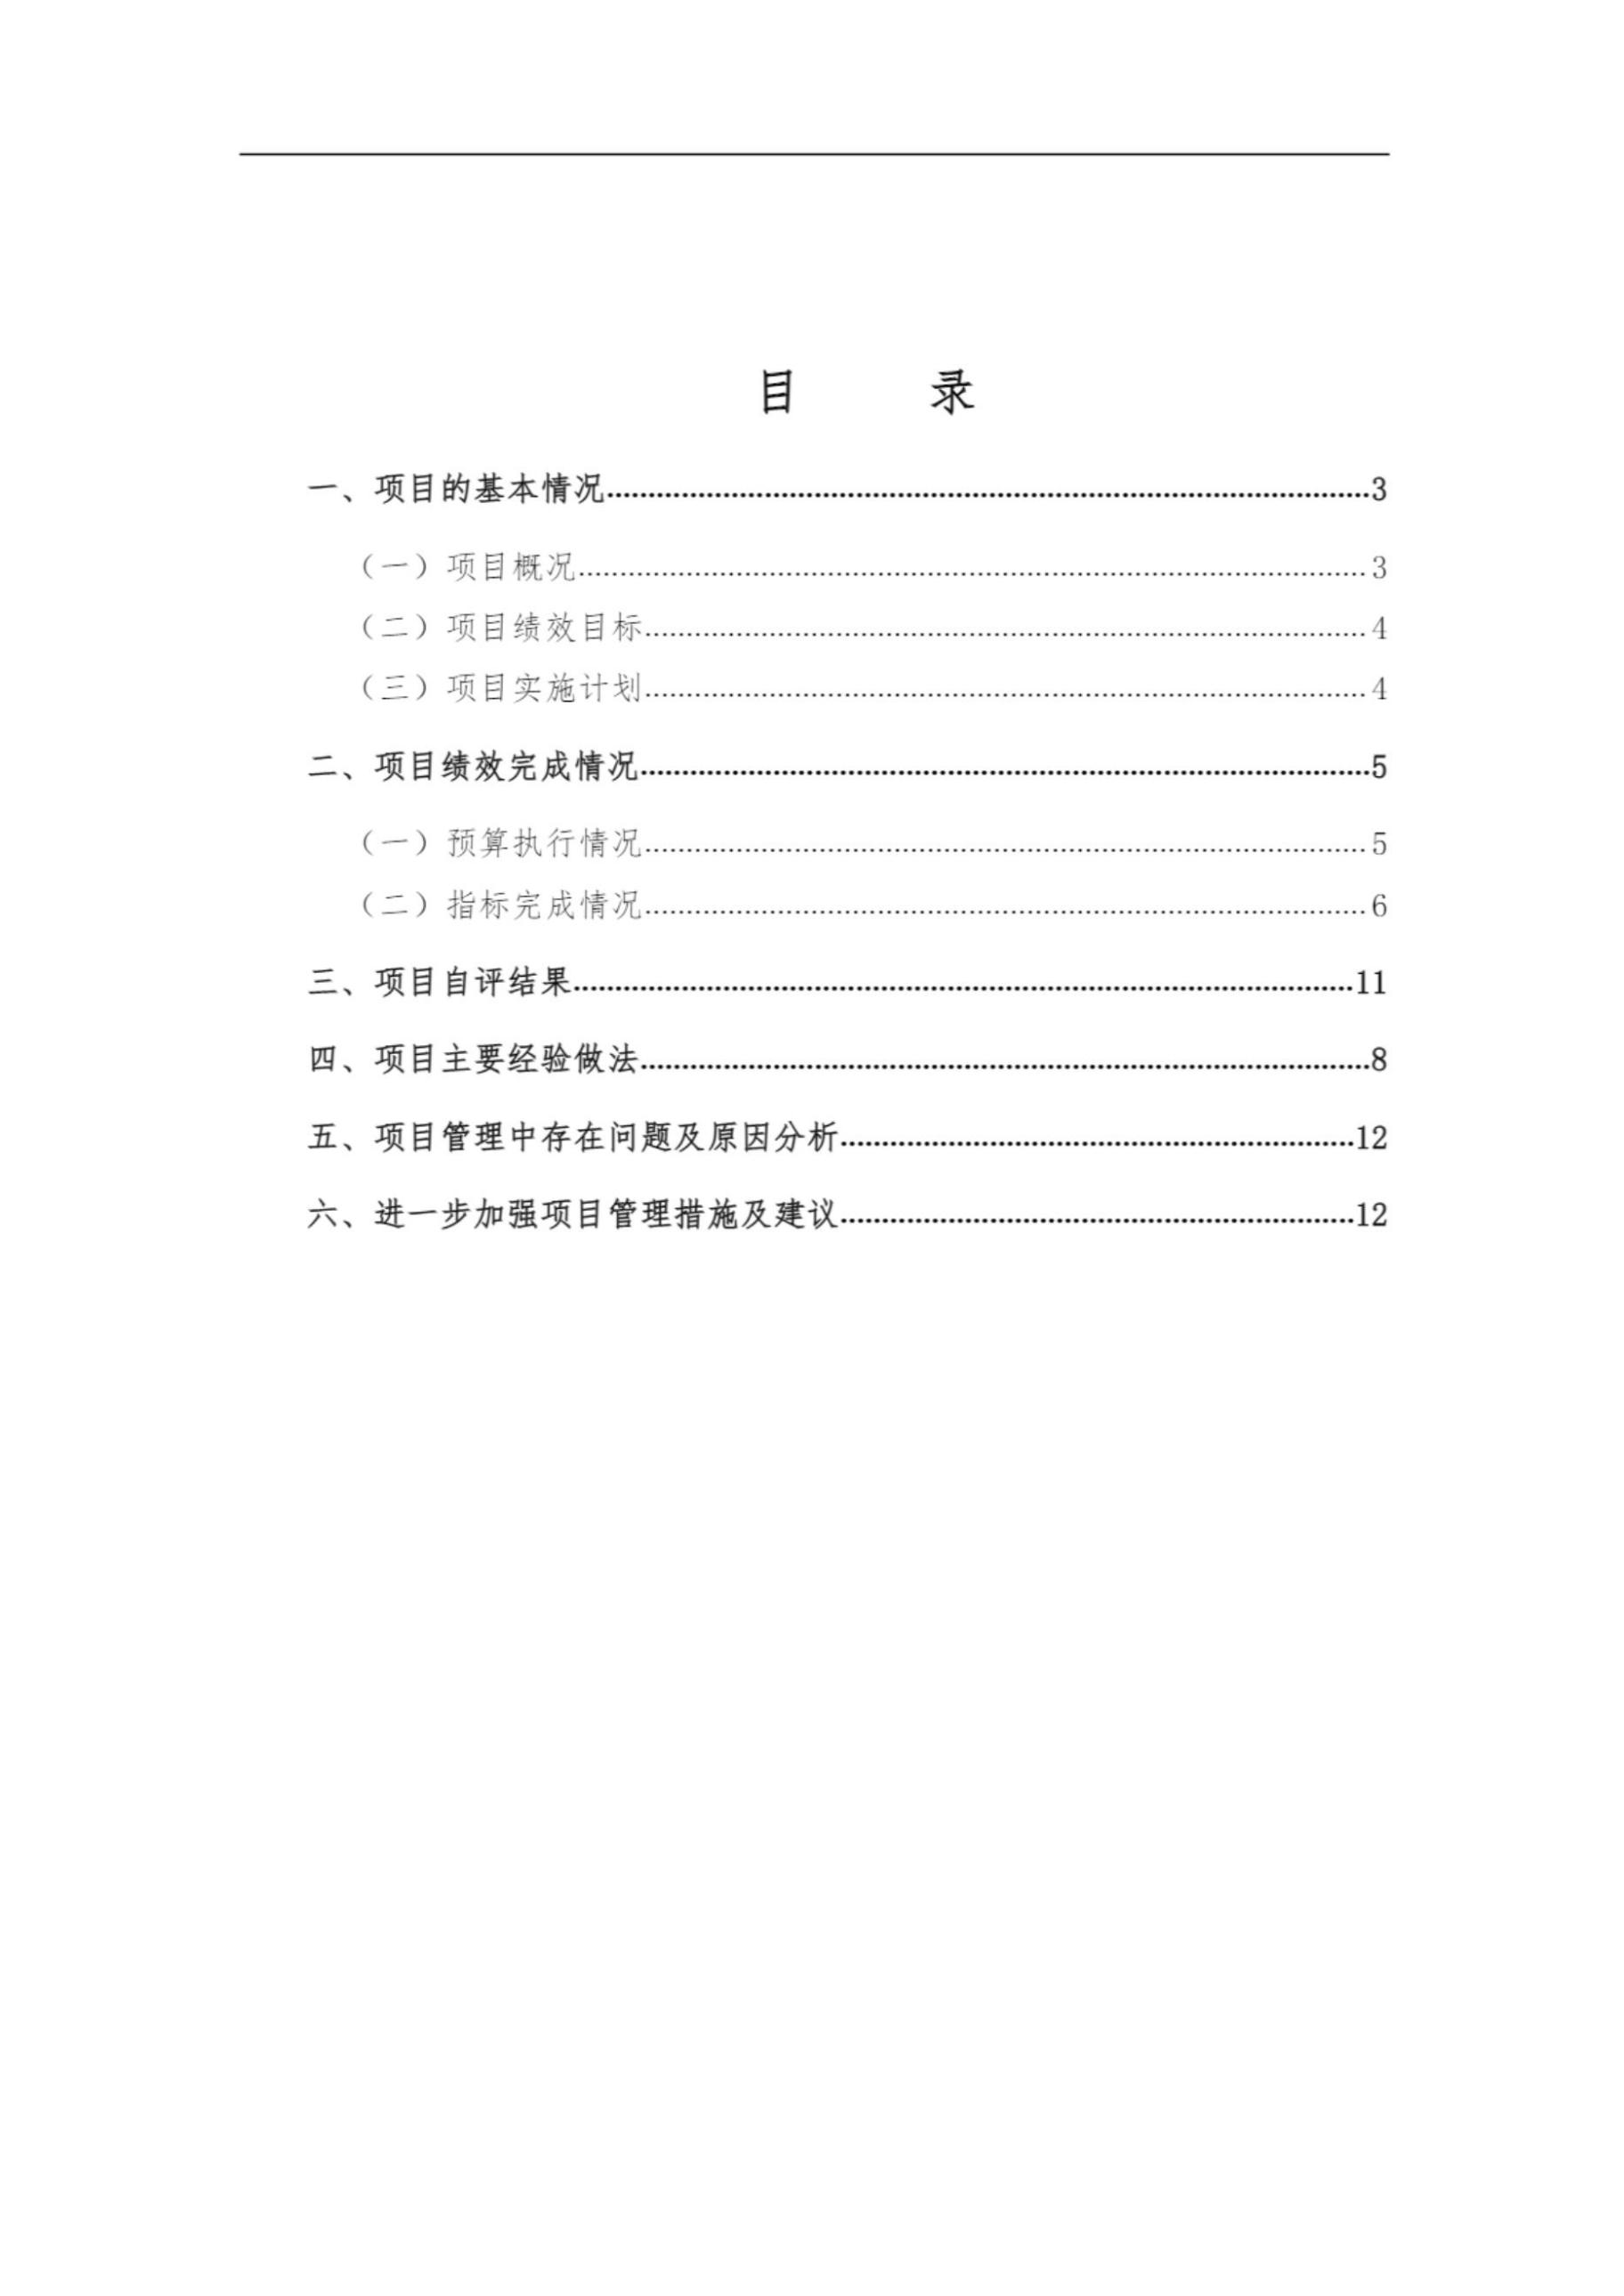 目 录
一、项目的基本情况........................3
（一）项目概况........................3
（二）项目绩效目标........................4
（三）项目实施计划........................4
二、项目绩效完成情况........................5
（一）预算执行情况........................5
（二）指标完成情况........................6
三、项目自评结果........................11
四、项目主要经验做法........................8
五、项目管理中存在问题及原因分析........................12
六、进一步加强项目管理措施及建议........................12